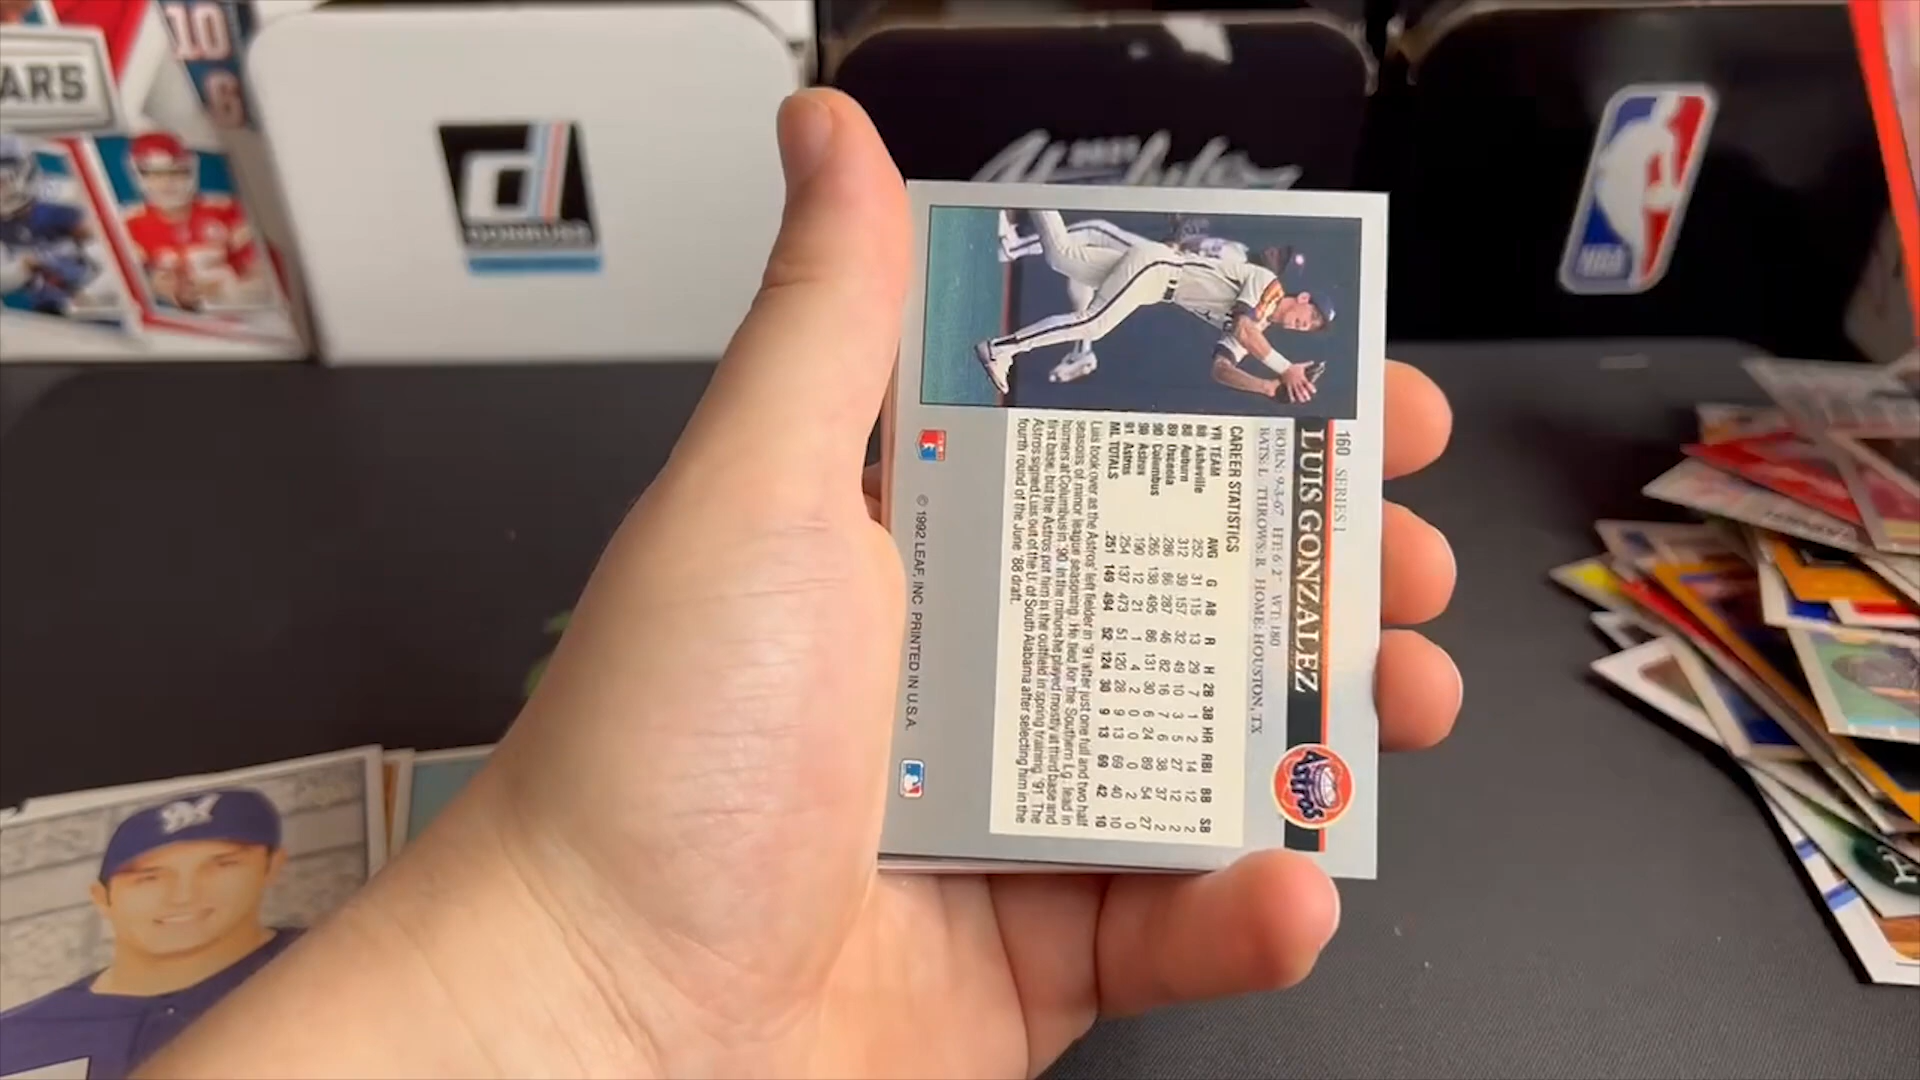 ARS
10
6
DONRUSS
2021
Absolute
NBA
160 SERIES I
LUIS GONZALEZ
Astros
BORN: 9-3-67 HT: 6' 2" WT: 180
BATS: L THROWS: R HOME: HOUSTON, TX
CAREER STATISTICS
YR TEAM AVG G AB R H 2B 3B HR RBI BB SB
88 Asheville 252 31 115 13 29 7 1 2 14 12 2
88 Auburn 312 39 157 32 49 10 3 5 27 12 2
89 Osceola 286 86 287 46 82 16 7 6 38 37 2
90 Columbus 265 138 495 86 131 30 6 24 89 54 27
90 Astros 190 12 21 1 4 2 0 0 0 2 0
91 Astros 254 137 473 51 120 28 9 13 69 40 10
ML TOTALS .251 149 494 52 124 30 9 13 69 42 10
Luis took over as the Astros' left fielder in '91 after just one full and two half
seasons of minor league seasoning. He tied for the Southern Lg. lead in
homers at Columbus in '90. In the minors he played mostly at third base and
first base, but the Astros put him in the outfield in spring training '91. The
Astros signed Luis out of the U. of South Alabama after selecting him in the
fourth round of the June '88 draft.
© 1992 LEAF, INC. PRINTED IN U.S.A.